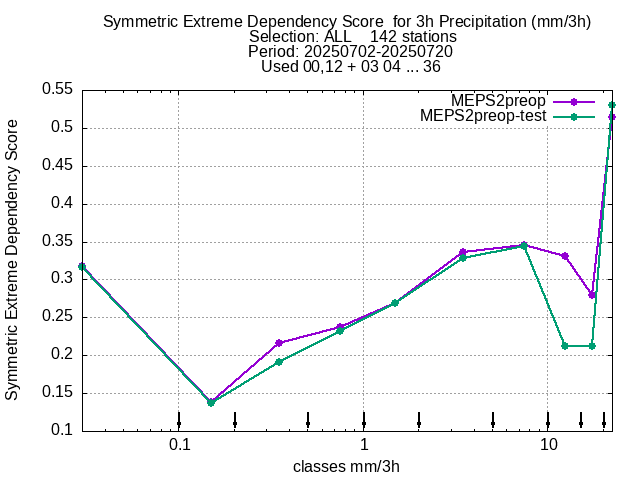 Symmetric Extreme Dependency Score  for 3h Precipitation (mm/3h)
Selection: ALL    142 stations
Period: 20250702-20250720
Used 00,12 + 03 04 ... 36
MEPS2preop
MEPS2preop-test
Symmetric Extreme Dependency Score
0.55
0.5
0.45
0.4
0.35
0.3
0.25
0.2
0.15
0.1
0.1 1 10
classes mm/3h